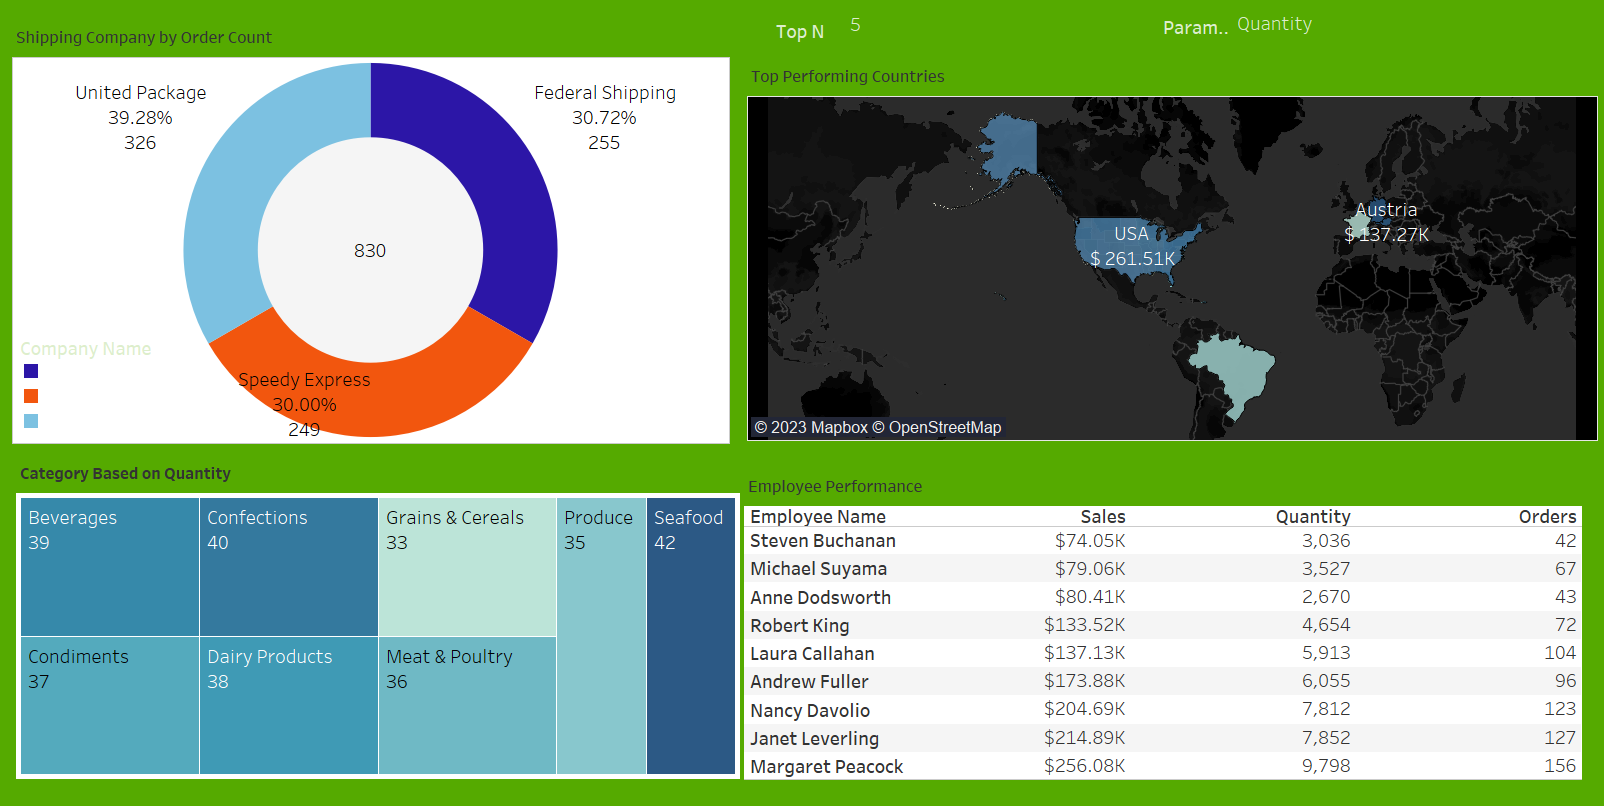 Shipping Company by Order Count
Top N 5
Param.. Quantity
United Package
39.28%
326
Federal Shipping
30.72%
255
830
Company Name
Speedy Express
30.00%
249
Top Performing Countries
USA
$ 261.51K
Austria
$ 137.27K
© 2023 Mapbox © OpenStreetMap
Category Based on Quantity
Beverages
39
Confections
40
Grains & Cereals
33
Produce
35
Seafood
42
Condiments
37
Dairy Products
38
Meat & Poultry
36
Employee Performance
Employee Name Sales Quantity Orders
Steven Buchanan $74.05K 3,036 42
Michael Suyama $79.06K 3,527 67
Anne Dodsworth $80.41K 2,670 43
Robert King $133.52K 4,654 72
Laura Callahan $137.13K 5,913 104
Andrew Fuller $173.88K 6,055 96
Nancy Davolio $204.69K 7,812 123
Janet Leverling $214.89K 7,852 127
Margaret Peacock $256.08K 9,798 156